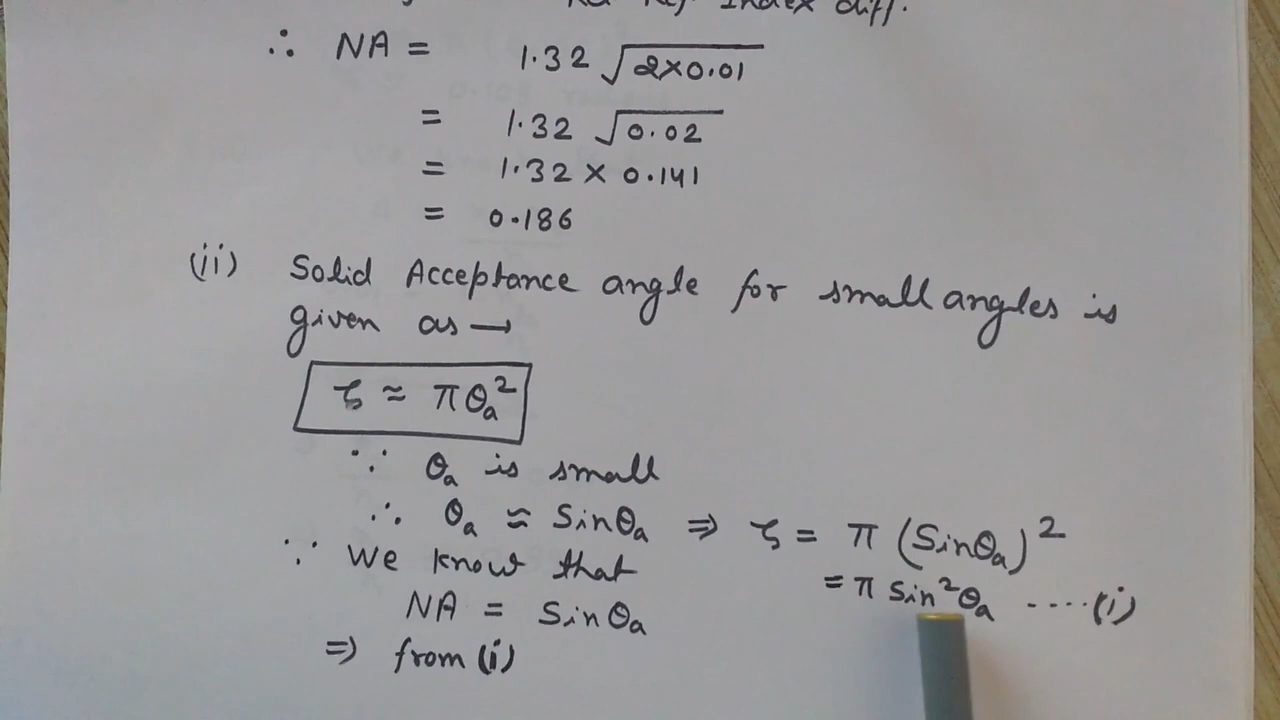 Index diff.
∴ NA = 1.32 √2×0.01
= 1.32 √0.02
= 1.32 × 0.141
= 0.186
(ii) Solid Acceptance angle for small angles is
given as →
ζ ≈ πθₐ²
∵ θₐ is small
∴ θₐ ≈ Sinθₐ ⇒ ζ = π (Sinθₐ)²
= π Sin²θₐ ....(i)
∵ We know that
NA = Sinθₐ
⇒ from (i)